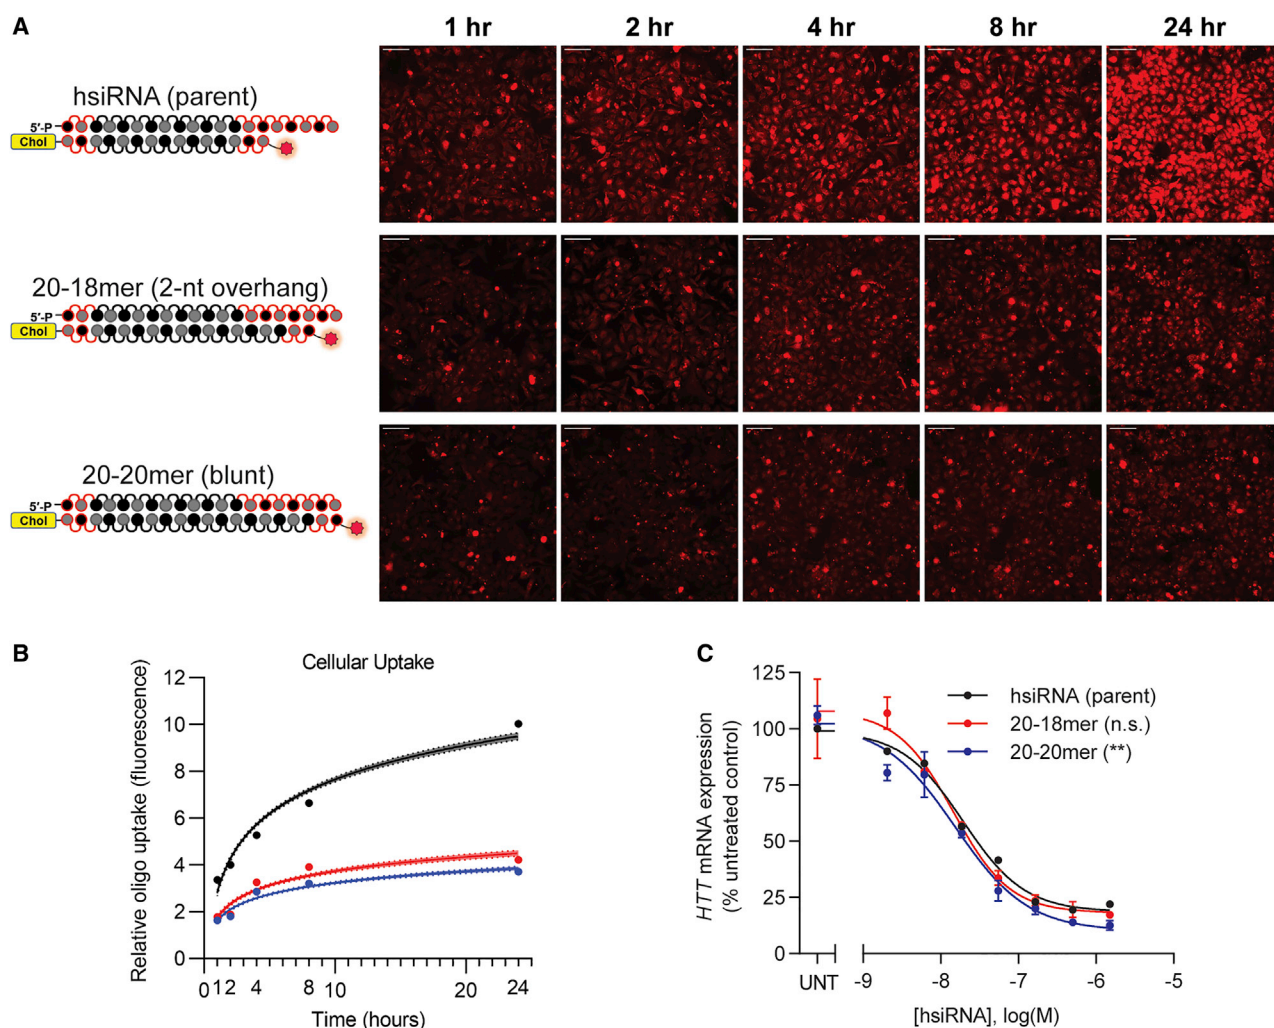 A
1 hr 2 hr 4 hr 8 hr 24 hr
hsiRNA (parent)
5′-P
Chol
20-18mer (2-nt overhang)
5′-P
Chol
20-20mer (blunt)
5′-P
Chol
B
Cellular Uptake
Relative oligo uptake (fluorescence)
12
10
8
6
4
2
0
0 1 2 4 8 10 20 24
Time (hours)
C
HTT mRNA expression
(% untreated control)
125
100
75
50
25
0
hsiRNA (parent)
20-18mer (n.s.)
20-20mer (**)
UNT -9 -8 -7 -6 -5
[hsiRNA], log(M)